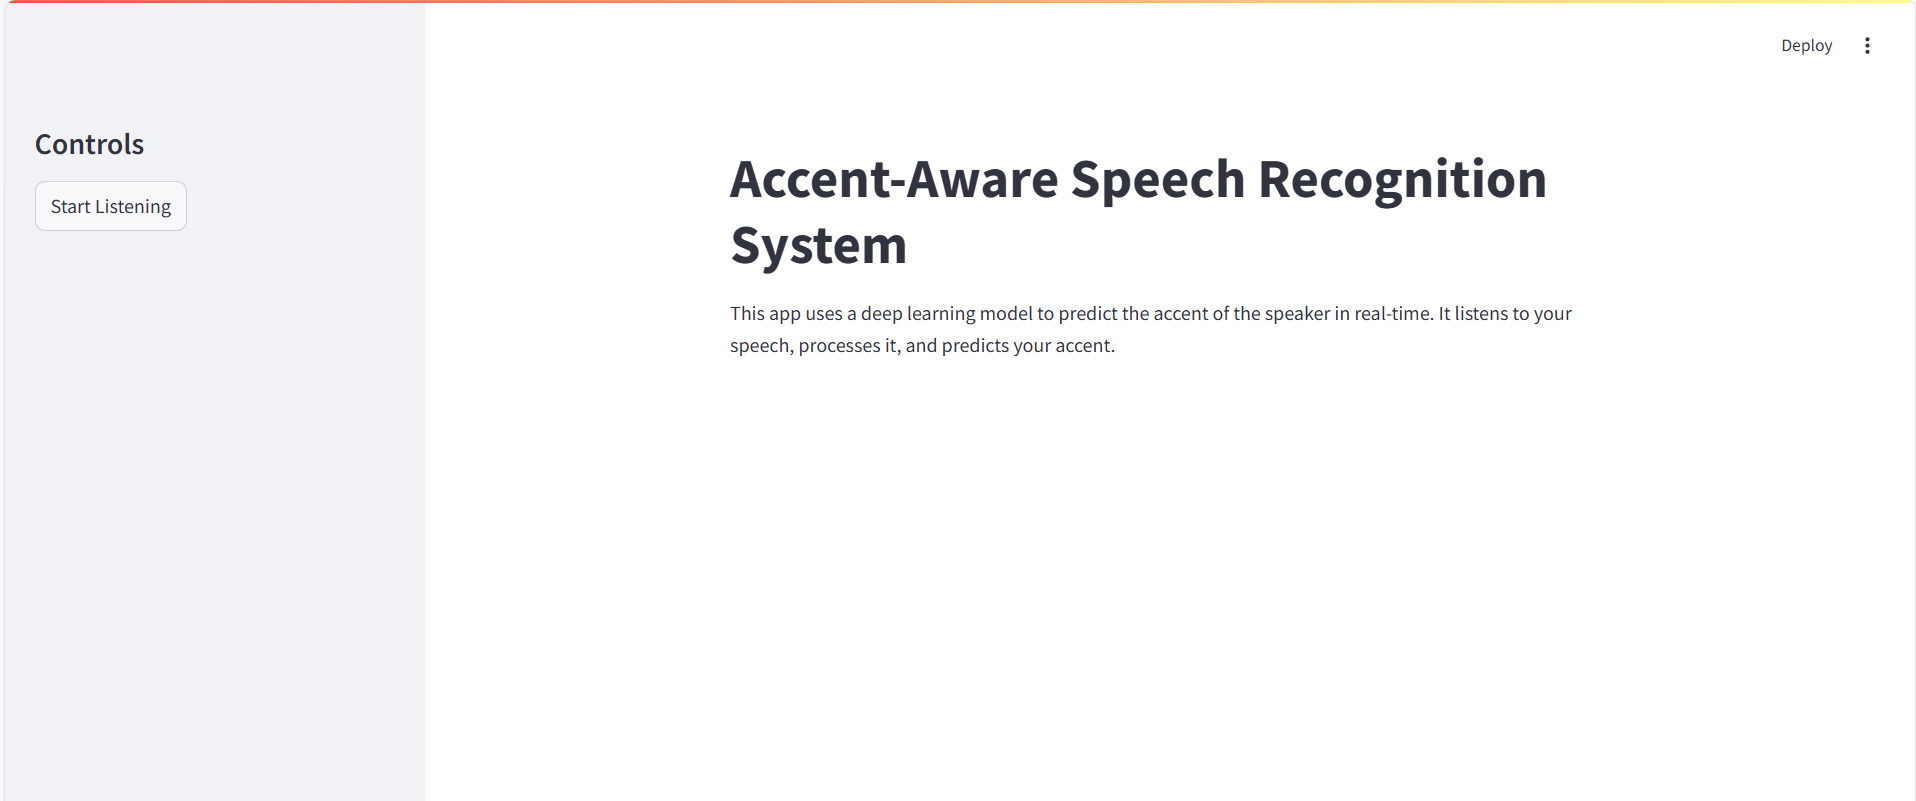 Deploy
Controls
Start Listening
Accent-Aware Speech Recognition
System
This app uses a deep learning model to predict the accent of the speaker in real-time. It listens to your
speech, processes it, and predicts your accent.